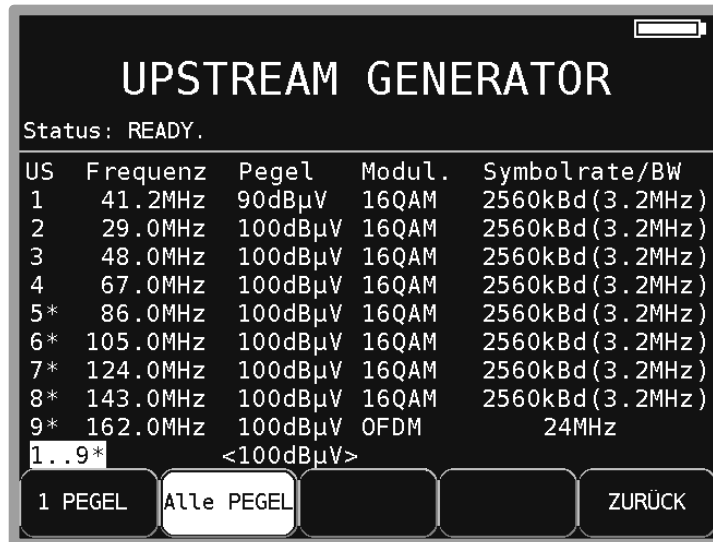 UPSTREAM GENERATOR
Status: READY.
US Frequenz Pegel Modul. Symbolrate/BW
1 41.2MHz 90dBµV 16QAM 2560kBd(3.2MHz)
2 29.0MHz 100dBµV 16QAM 2560kBd(3.2MHz)
3 48.0MHz 100dBµV 16QAM 2560kBd(3.2MHz)
4 67.0MHz 100dBµV 16QAM 2560kBd(3.2MHz)
5* 86.0MHz 100dBµV 16QAM 2560kBd(3.2MHz)
6* 105.0MHz 100dBµV 16QAM 2560kBd(3.2MHz)
7* 124.0MHz 100dBµV 16QAM 2560kBd(3.2MHz)
8* 143.0MHz 100dBµV 16QAM 2560kBd(3.2MHz)
9* 162.0MHz 100dBµV OFDM 24MHz
1..9* <100dBµV>
1 PEGEL Alle PEGEL ZURÜCK